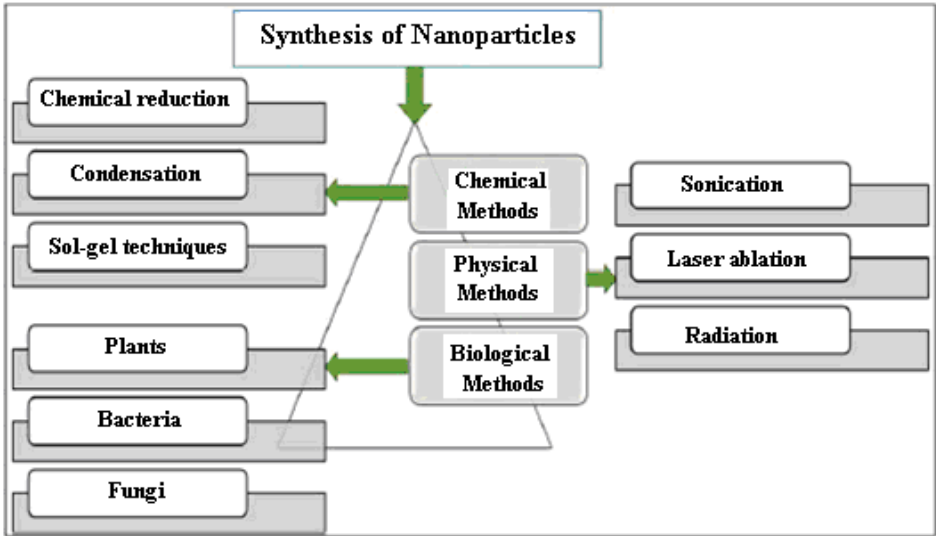 Synthesis of Nanoparticles
Chemical reduction
Condensation
Sol-gel techniques
Chemical
Methods
Physical
Methods
Biological
Methods
Sonication
Laser ablation
Radiation
Plants
Bacteria
Fungi